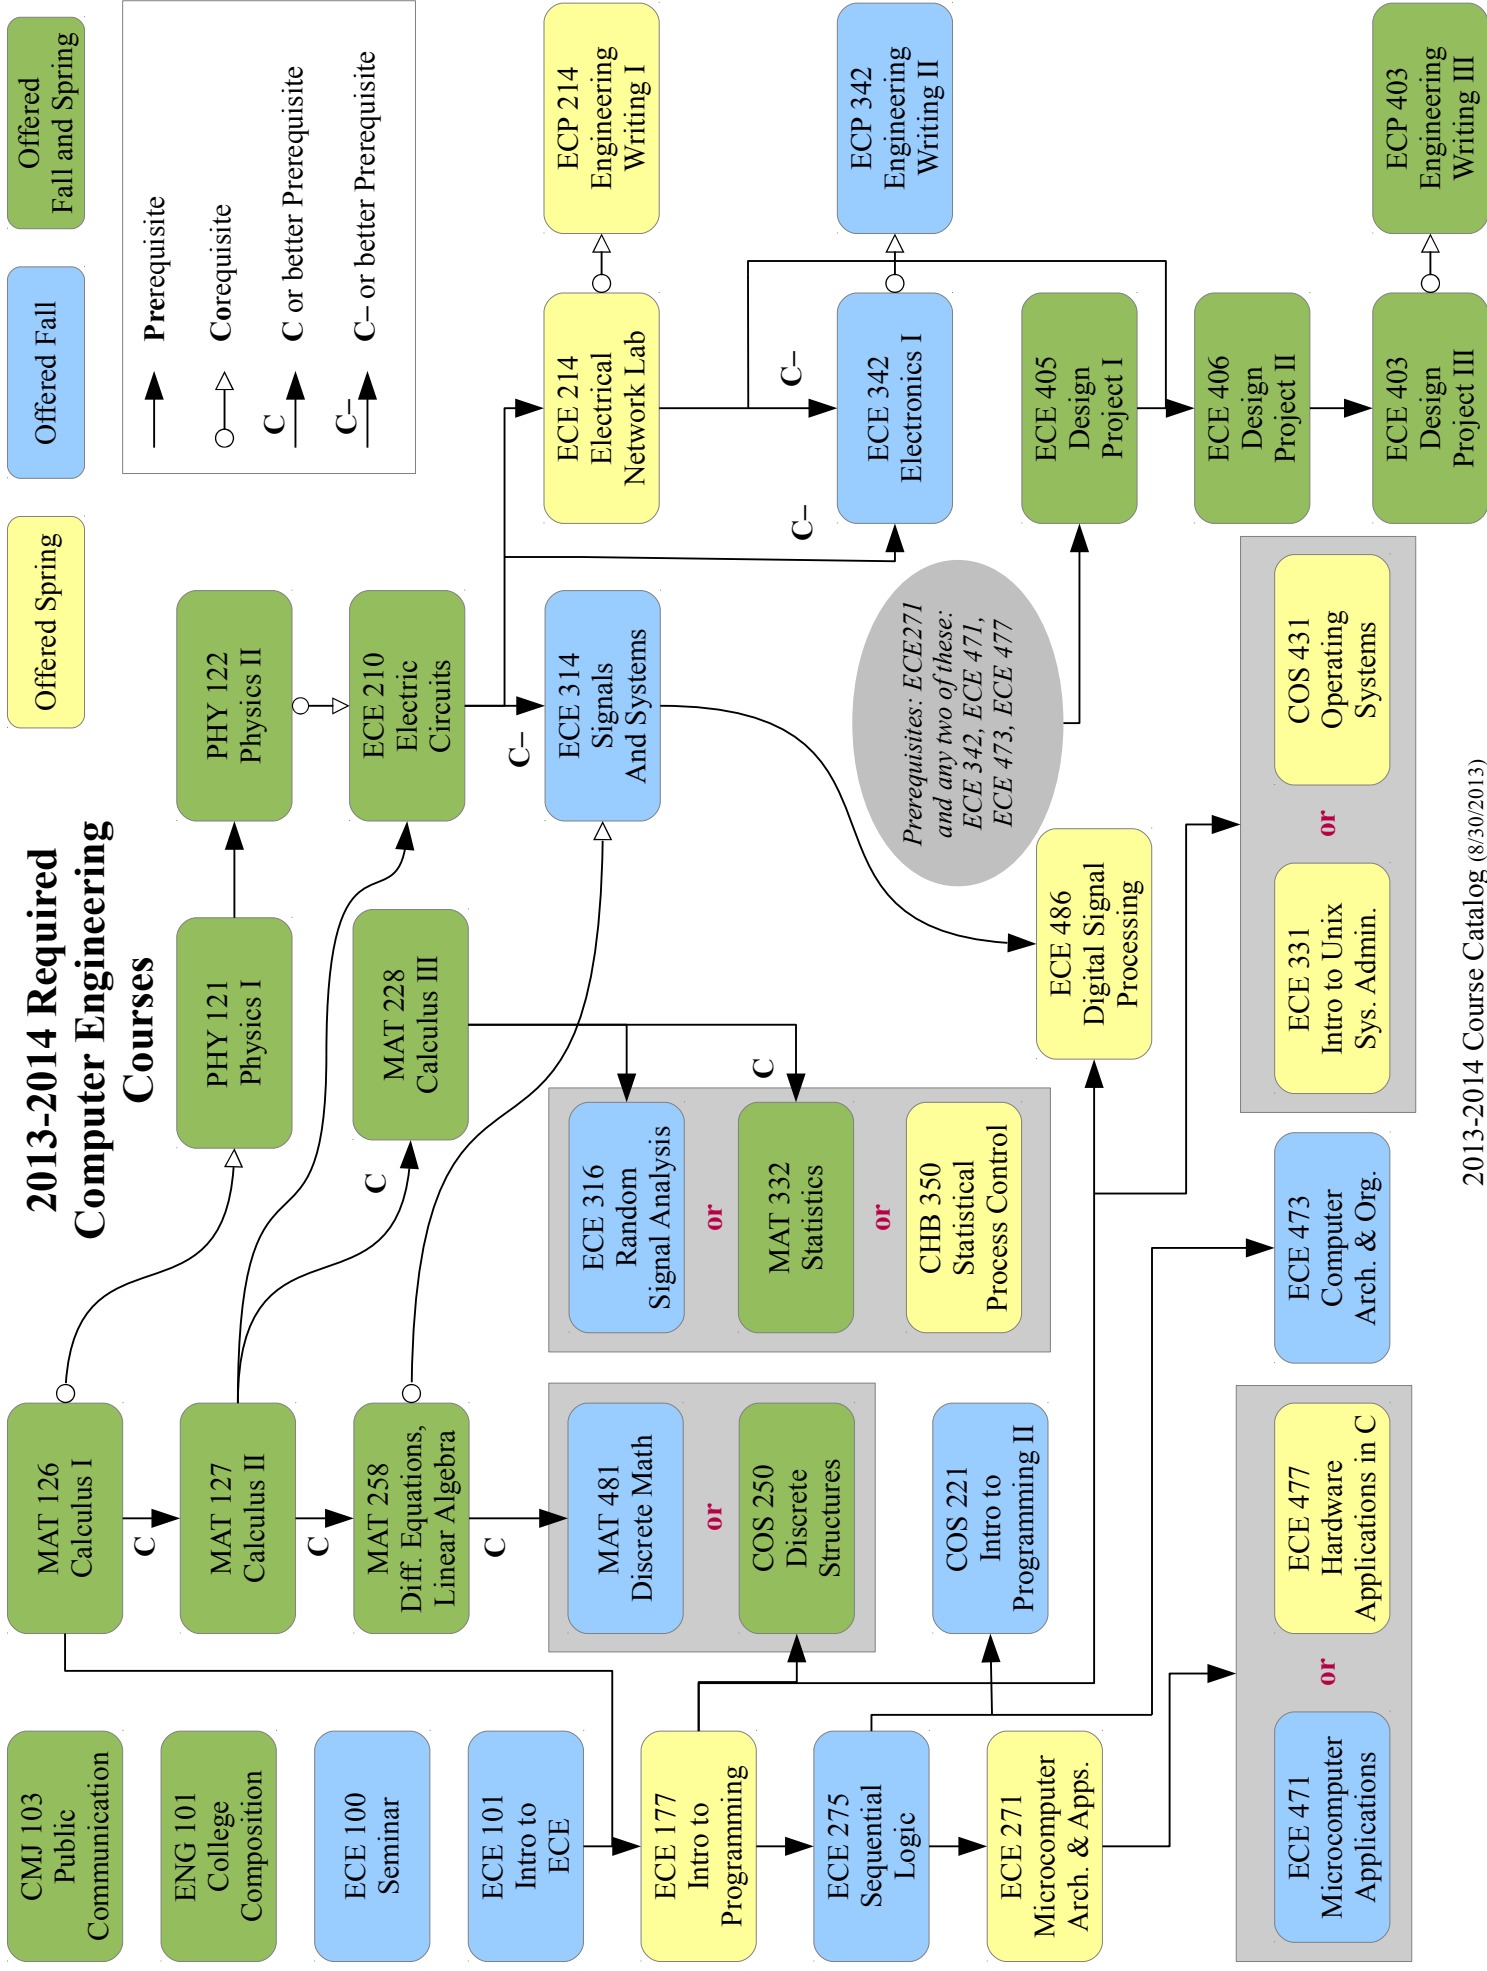 2013-2014 Required
Computer Engineering
Courses
Offered Spring
Offered Fall
Offered
Fall and Spring
Prerequisite
Corequisite
C
C or better Prerequisite
C–
C– or better Prerequisite
CMJ 103
Public
Communication
ENG 101
College
Composition
ECE 100
Seminar
ECE 101
Intro to
ECE
ECE 177
Intro to
Programming
ECE 275
Sequential
Logic
ECE 271
Microcomputer
Arch. & Apps.
ECE 471
Microcomputer
Applications
or
ECE 477
Hardware
Applications in C
MAT 126
Calculus I
C
MAT 127
Calculus II
C
MAT 258
Diff. Equations,
Linear Algebra
C
MAT 481
Discrete Math
or
COS 250
Discrete
Structures
COS 221
Intro to
Programming II
ECE 473
Computer
Arch. & Org.
PHY 121
Physics I
C
MAT 228
Calculus III
ECE 316
Random
Signal Analysis
or
C
MAT 332
Statistics
or
CHB 350
Statistical
Process Control
ECE 486
Digital Signal
Processing
ECE 331
Intro to Unix
Sys. Admin.
or
COS 431
Operating
Systems
PHY 122
Physics II
ECE 210
Electric
Circuits
C–
ECE 314
Signals
And Systems
Prerequisites: ECE271
and any two of these:
ECE 342, ECE 471,
ECE 473, ECE 477
ECE 214
Electrical
Network Lab
C–
C–
ECE 342
Electronics I
ECE 405
Design
Project I
ECE 406
Design
Project II
ECE 403
Design
Project III
ECP 214
Engineering
Writing I
ECP 342
Engineering
Writing II
ECP 403
Engineering
Writing III
2013-2014 Course Catalog (8/30/2013)